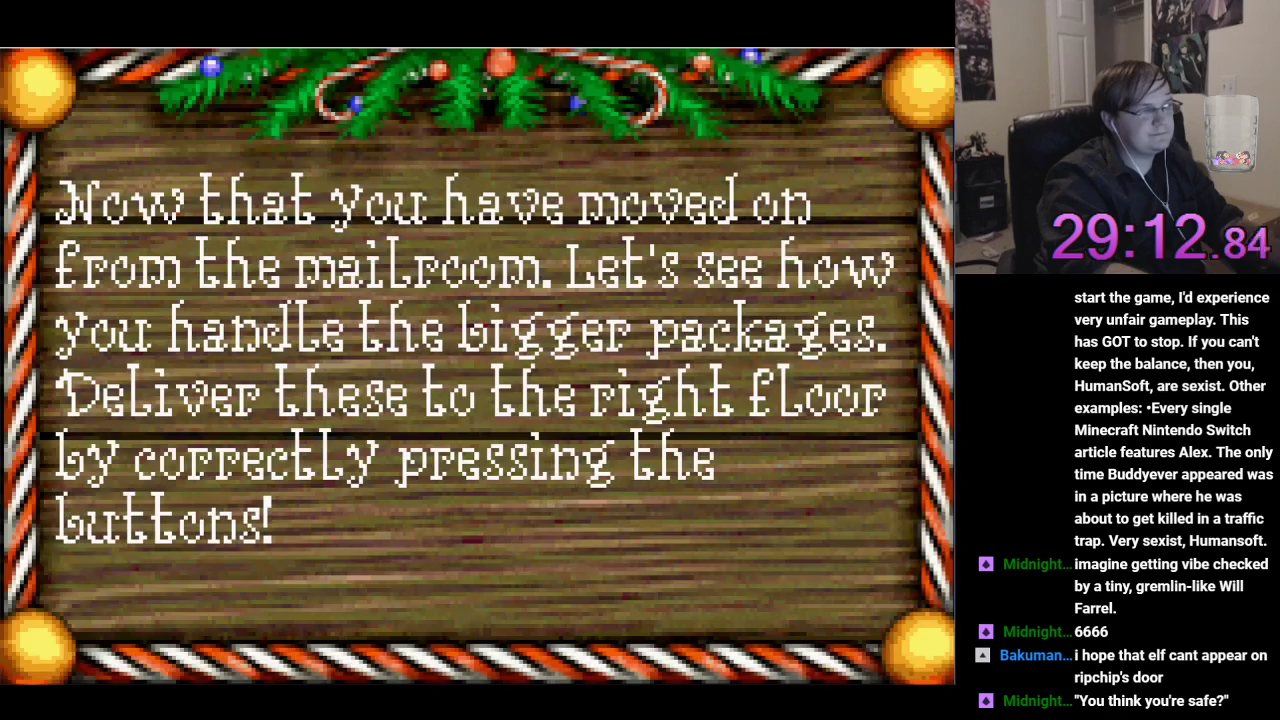 Now that you have moved on
from the mailroom. Let's see how
you handle the bigger packages.
Deliver these to the right floor
by correctly pressing the
buttons!
29:12.84
start the game, I'd experience
very unfair gameplay. This
has GOT to stop. If you can't
keep the balance, then you,
HumanSoft, are sexist. Other
examples: •Every single
Minecraft Nintendo Switch
article features Alex. The only
time Buddyever appeared was
in a picture where he was
about to get killed in a traffic
trap. Very sexist, Humansoft.
Midnight... imagine getting vibe checked
by a tiny, gremlin-like Will
Farrel.
Midnight... 6666
Bakuman... i hope that elf cant appear on
ripchip's door
Midnight... "You think you're safe?"